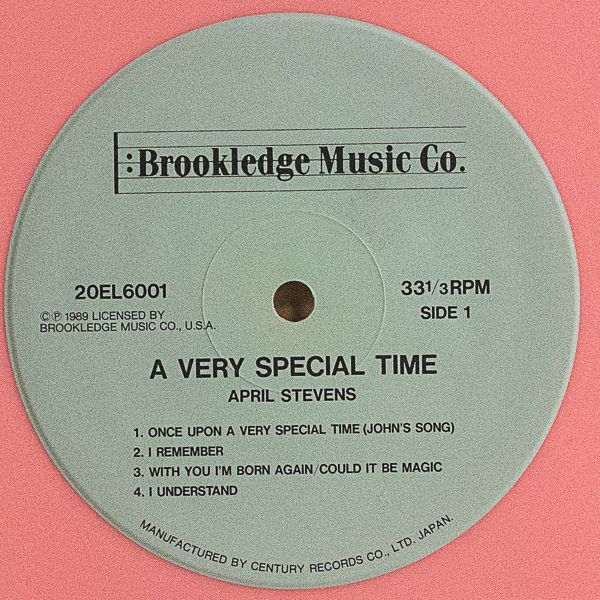 :Brookledge Music Co.
20EL6001
33 1/3 RPM
© ℗ 1989 LICENSED BY
BROOKLEDGE MUSIC CO., U.S.A.
SIDE 1
A VERY SPECIAL TIME
APRIL STEVENS
1. ONCE UPON A VERY SPECIAL TIME (JOHN'S SONG)
2. I REMEMBER
3. WITH YOU I'M BORN AGAIN/COULD IT BE MAGIC
4. I UNDERSTAND
MANUFACTURED BY CENTURY RECORDS CO., LTD. JAPAN.